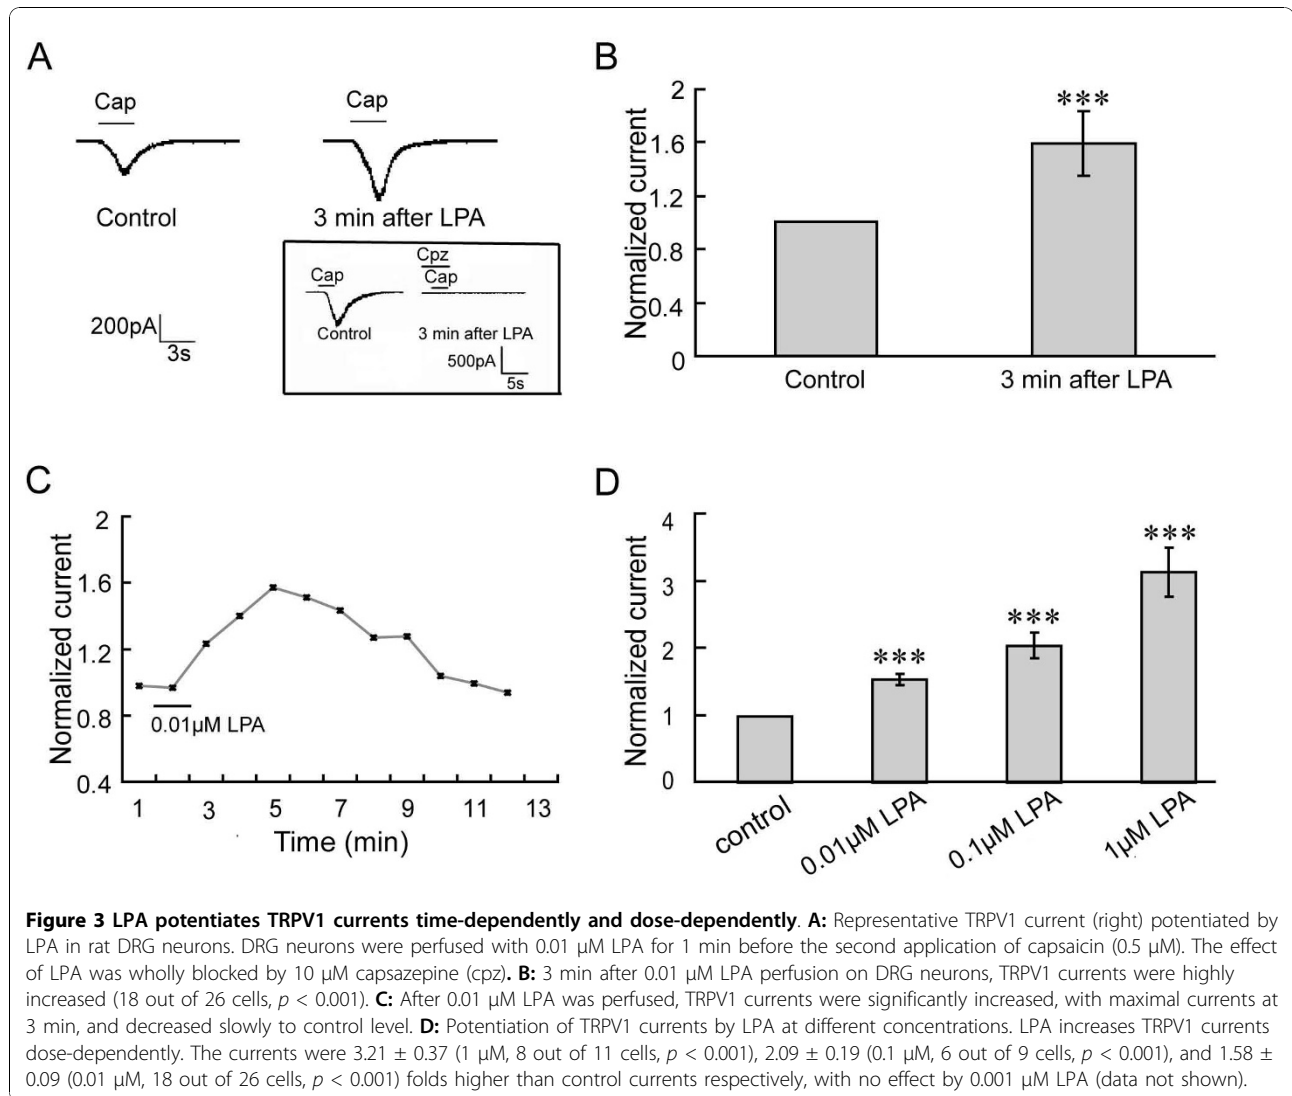 A
Cap
Cap
Control
3 min after LPA
200pA
3s
Cpz
Cap
Cap
Control
3 min after LPA
500pA
5s
B
Normalized current
2
1.6
1.2
0.8
0.4
0
***
Control
3 min after LPA
C
Normalized current
2
1.6
1.2
0.8
0.4
0.01µM LPA
1 3 5 7 9 11 13
Time (min)
D
Normalized current
4
3
2
1
0
***
***
***
control
0.01µM LPA
0.1µM LPA
1µM LPA
Figure 3 LPA potentiates TRPV1 currents time-dependently and dose-dependently. A: Representative TRPV1 current (right) potentiated by
LPA in rat DRG neurons. DRG neurons were perfused with 0.01 µM LPA for 1 min before the second application of capsaicin (0.5 µM). The effect
of LPA was wholly blocked by 10 µM capsazepine (cpz). B: 3 min after 0.01 µM LPA perfusion on DRG neurons, TRPV1 currents were highly
increased (18 out of 26 cells, p < 0.001). C: After 0.01 µM LPA was perfused, TRPV1 currents were significantly increased, with maximal currents at
3 min, and decreased slowly to control level. D: Potentiation of TRPV1 currents by LPA at different concentrations. LPA increases TRPV1 currents
dose-dependently. The currents were 3.21 ± 0.37 (1 µM, 8 out of 11 cells, p < 0.001), 2.09 ± 0.19 (0.1 µM, 6 out of 9 cells, p < 0.001), and 1.58 ±
0.09 (0.01 µM, 18 out of 26 cells, p < 0.001) folds higher than control currents respectively, with no effect by 0.001 µM LPA (data not shown).